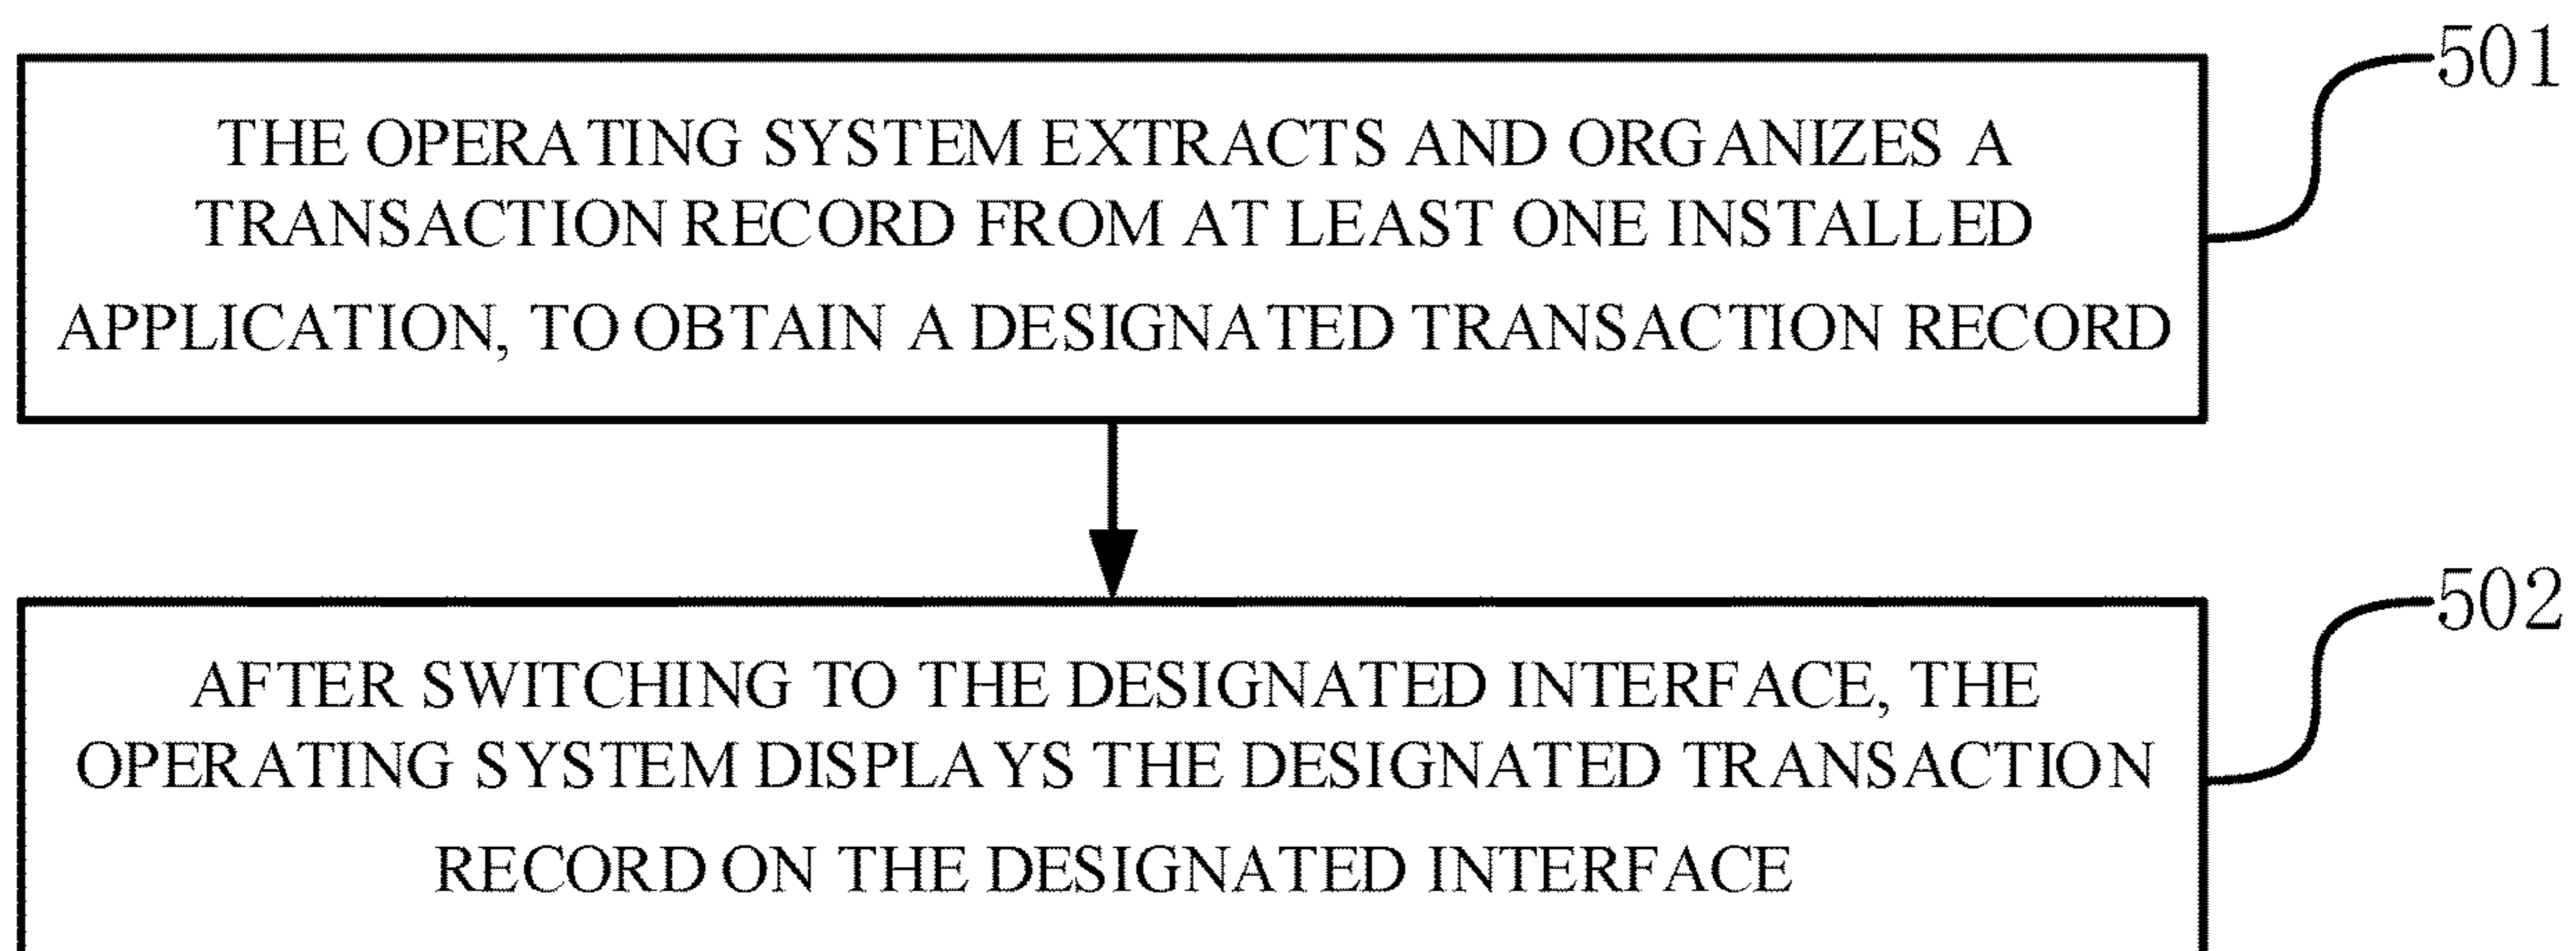 501
THE OPERATING SYSTEM EXTRACTS AND ORGANIZES A
TRANSACTION RECORD FROM AT LEAST ONE INSTALLED
APPLICATION, TO OBTAIN A DESIGNATED TRANSACTION RECORD
502
AFTER SWITCHING TO THE DESIGNATED INTERFACE, THE
OPERATING SYSTEM DISPLAYS THE DESIGNATED TRANSACTION
RECORD ON THE DESIGNATED INTERFACE